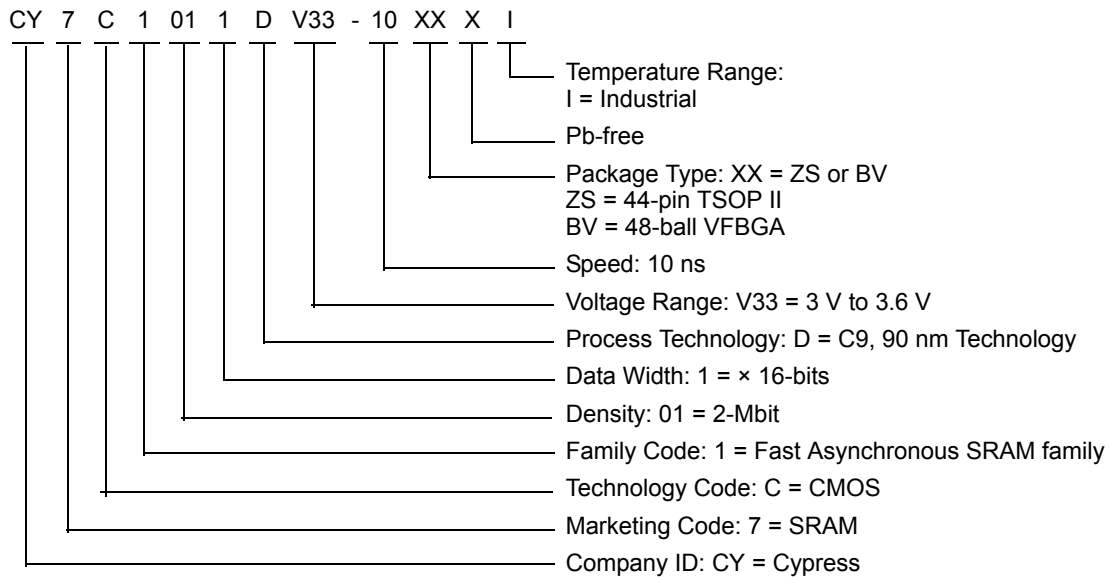 CY 7 C 1 01 1 D V33 - 10 XX X I
Temperature Range:
I = Industrial
Pb-free
Package Type: XX = ZS or BV
ZS = 44-pin TSOP II
BV = 48-ball VFBGA
Speed: 10 ns
Voltage Range: V33 = 3 V to 3.6 V
Process Technology: D = C9, 90 nm Technology
Data Width: 1 = × 16-bits
Density: 01 = 2-Mbit
Family Code: 1 = Fast Asynchronous SRAM family
Technology Code: C = CMOS
Marketing Code: 7 = SRAM
Company ID: CY = Cypress